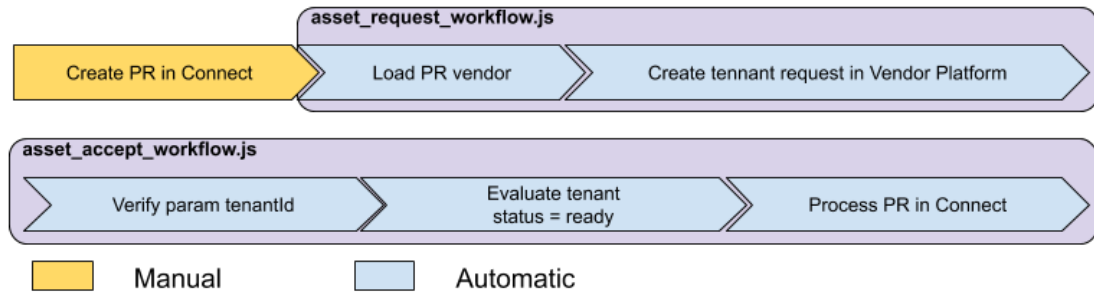 asset_request_workflow.js
Create PR in Connect
Load PR vendor
Create tennant request in Vendor Platform
asset_accept_workflow.js
Verify param tenantId
Evaluate tenant
status = ready
Process PR in Connect
Manual
Automatic